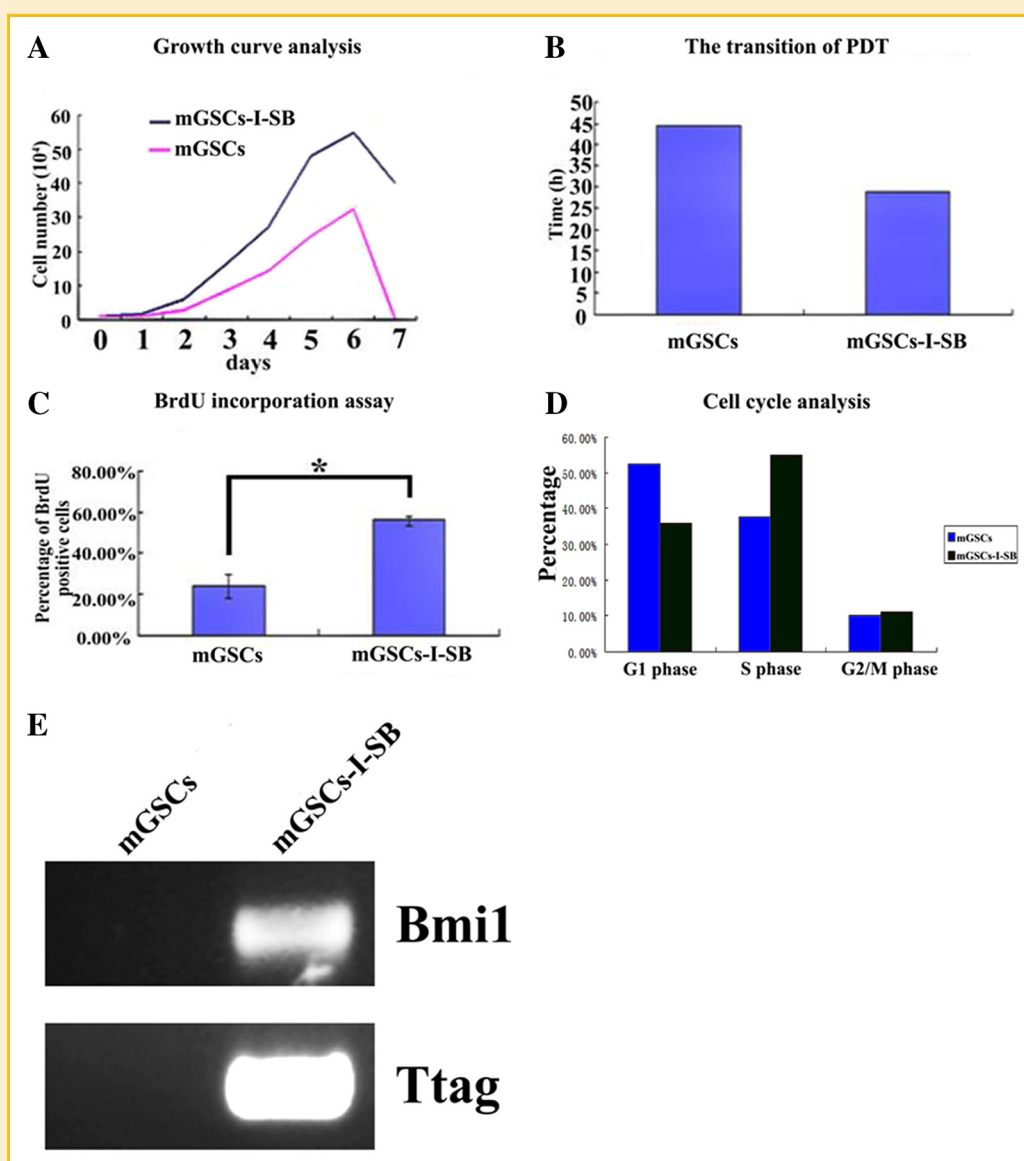 A
Growth curve analysis
60
50
40
30
20
10
0
Cell number (10⁴)
mGSCs-I-SB
mGSCs
0 1 2 3 4 5 6 7
days
B
The transition of PDT
50
45
40
35
30
25
20
15
10
5
0
Time (h)
mGSCs mGSCs-I-SB
C
BrdU incorporation assay
80.00%
60.00%
40.00%
20.00%
0.00%
Percentage of BrdU
positive cells
*
mGSCs mGSCs-I-SB
D
Cell cycle analysis
60.00%
50.00%
40.00%
30.00%
20.00%
10.00%
0.00%
Percentage
G1 phase S phase G2/M phase
mGSCs
mGSCs-I-SB
E
mGSCs
mGSCs-I-SB
Bmi1
Ttag